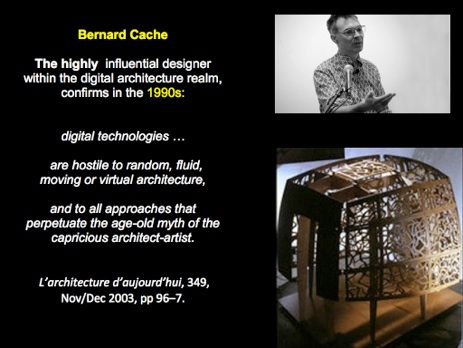 Bernard Cache
The highly influential designer
within the digital architecture realm,
confirms in the 1990s:
digital technologies …
are hostile to random, fluid,
moving or virtual architecture,
and to all approaches that
perpetuate the age-old myth of the
capricious architect-artist.
L’architecture d’aujourd’hui, 349,
Nov/Dec 2003, pp 96–7.